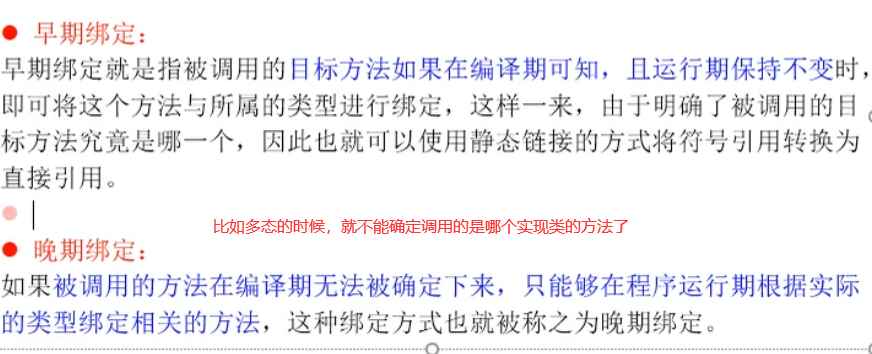 ● 早期绑定：
早期绑定就是指被调用的目标方法如果在编译期可知，且运行期保持不变时，
即可将这个方法与所属的类型进行绑定，这样一来，由于明确了被调用的目
标方法究竟是哪一个，因此也就可以使用静态链接的方式将符号引用转换为
直接引用。
比如多态的时候，就不能确定调用的是哪个实现类的方法了
● 晚期绑定：
如果被调用的方法在编译期无法被确定下来，只能够在程序运行期根据实际
的类型绑定相关的方法，这种绑定方式也就被称之为晚期绑定。